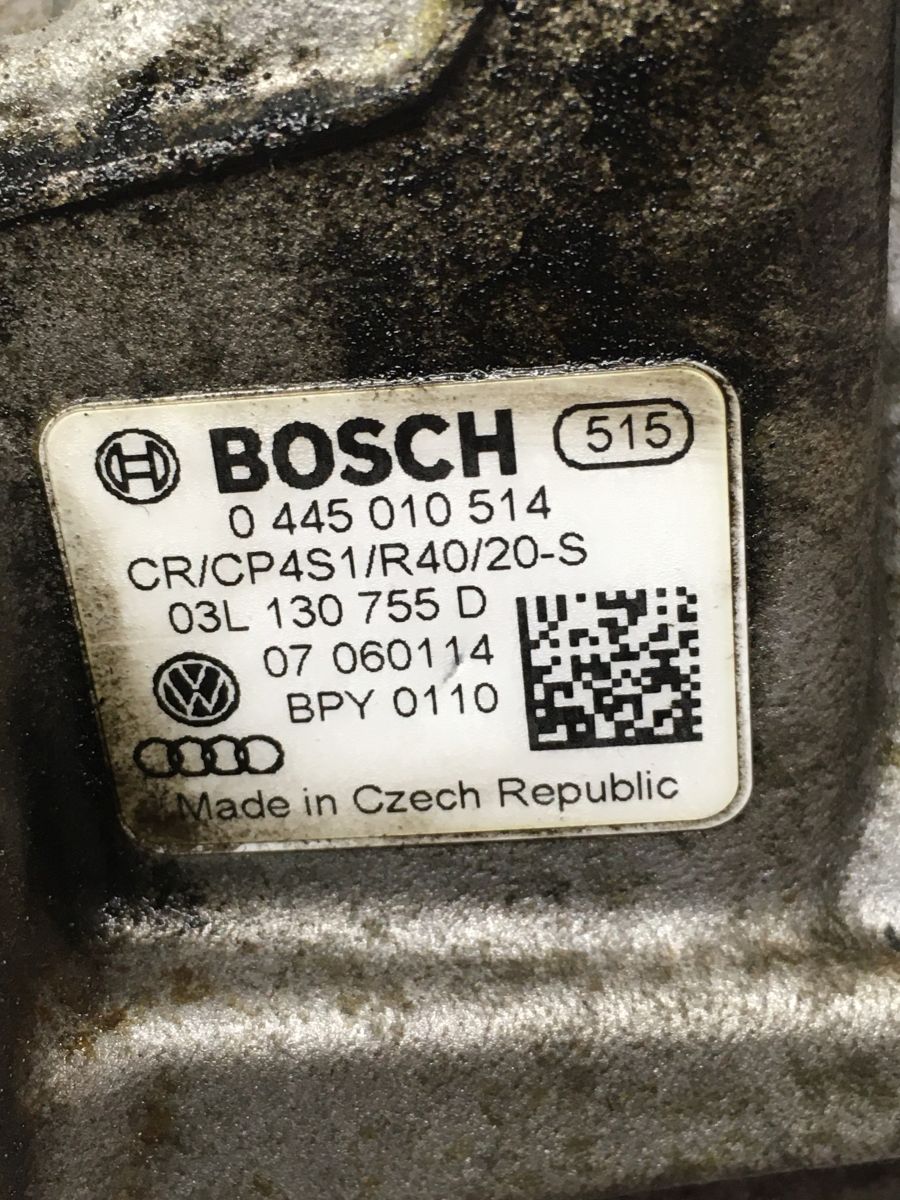 BOSCH 515
0 445 010 514
CR/CP4S1/R40/20-S
03L 130 755 D
07 060114
BPY 0110
Made in Czech Republic